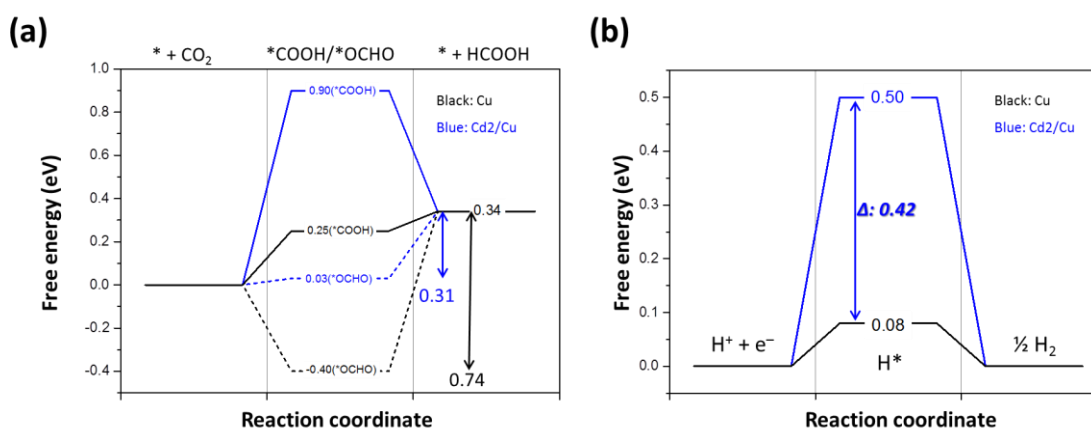 (a)
* + CO₂
*COOH/*OCHO
* + HCOOH
Free energy (eV)
1.0
0.8
0.6
0.4
0.2
0.0
-0.2
-0.4
0.90(*COOH)
Black: Cu
Blue: Cd2/Cu
0.34
0.25(*COOH)
0.03(*OCHO)
0.31
-0.40(*OCHO)
0.74
Reaction coordinate
(b)
Free energy (eV)
0.5
0.4
0.3
0.2
0.1
0.0
0.50
Black: Cu
Blue: Cd2/Cu
Δ: 0.42
0.08
H⁺ + e⁻
H*
½ H₂
Reaction coordinate